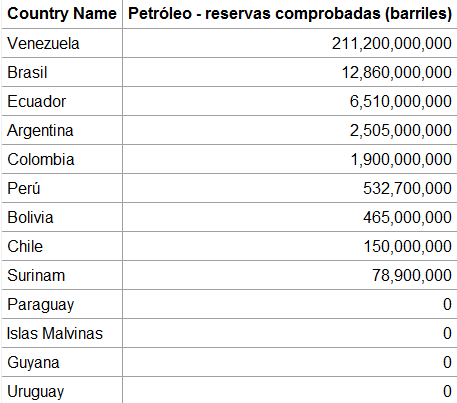 Country Name Petróleo - reservas comprobadas (barriles)
Venezuela 211,200,000,000
Brasil 12,860,000,000
Ecuador 6,510,000,000
Argentina 2,505,000,000
Colombia 1,900,000,000
Perú 532,700,000
Bolivia 465,000,000
Chile 150,000,000
Surinam 78,900,000
Paraguay 0
Islas Malvinas 0
Guyana 0
Uruguay 0